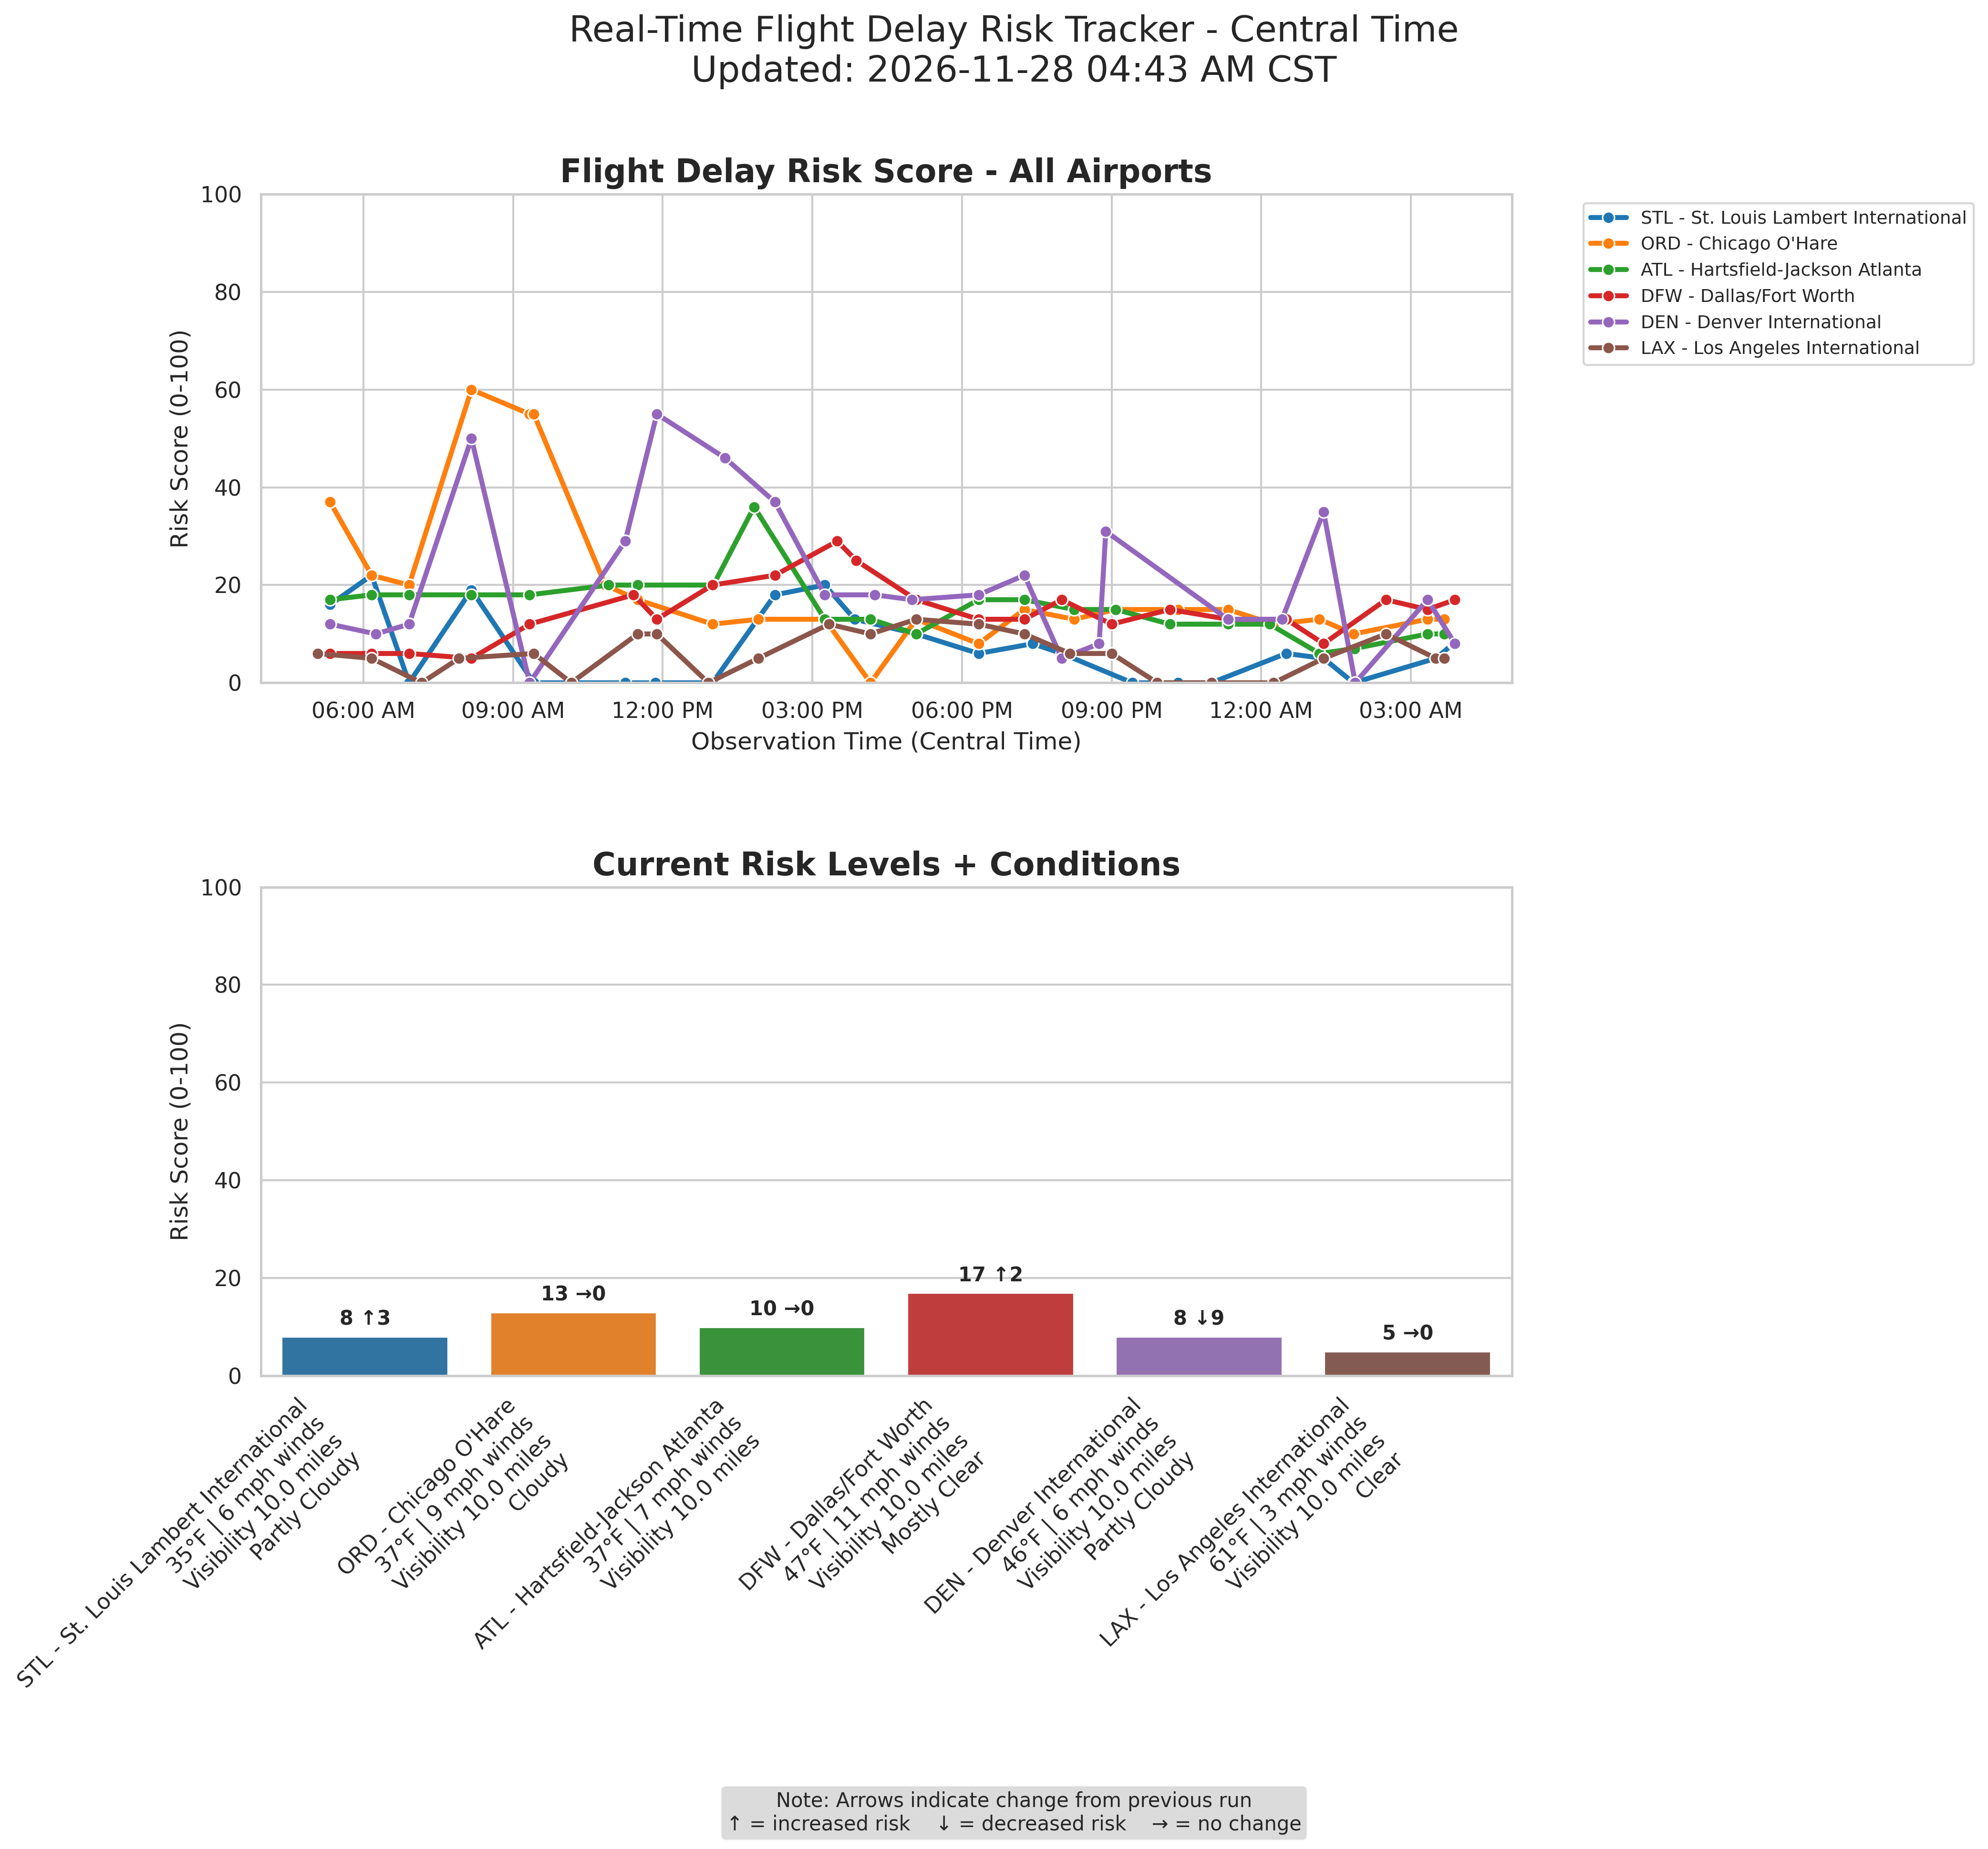 Real-Time Flight Delay Risk Tracker - Central Time
Updated: 2026-11-28 04:43 AM CST
Flight Delay Risk Score - All Airports
100
80
60
40
20
0
Risk Score (0-100)
06:00 AM
09:00 AM
12:00 PM
03:00 PM
06:00 PM
09:00 PM
12:00 AM
03:00 AM
Observation Time (Central Time)
STL - St. Louis Lambert International
ORD - Chicago O'Hare
ATL - Hartsfield-Jackson Atlanta
DFW - Dallas/Fort Worth
DEN - Denver International
LAX - Los Angeles International
Current Risk Levels + Conditions
100
80
60
40
20
0
Risk Score (0-100)
8 ↑3
13 →0
10 →0
17 ↑2
8 ↓9
5 →0
STL - St. Louis Lambert International
35°F | 6 mph winds
Visibility 10.0 miles
Partly Cloudy
ORD - Chicago O'Hare
37°F | 9 mph winds
Visibility 10.0 miles
Cloudy
ATL - Hartsfield-Jackson Atlanta
37°F | 7 mph winds
Visibility 10.0 miles
DFW - Dallas/Fort Worth
47°F | 11 mph winds
Visibility 10.0 miles
Mostly Clear
DEN - Denver International
46°F | 6 mph winds
Visibility 10.0 miles
Partly Cloudy
LAX - Los Angeles International
61°F | 3 mph winds
Visibility 10.0 miles
Clear
Note: Arrows indicate change from previous run
↑ = increased risk ↓ = decreased risk → = no change